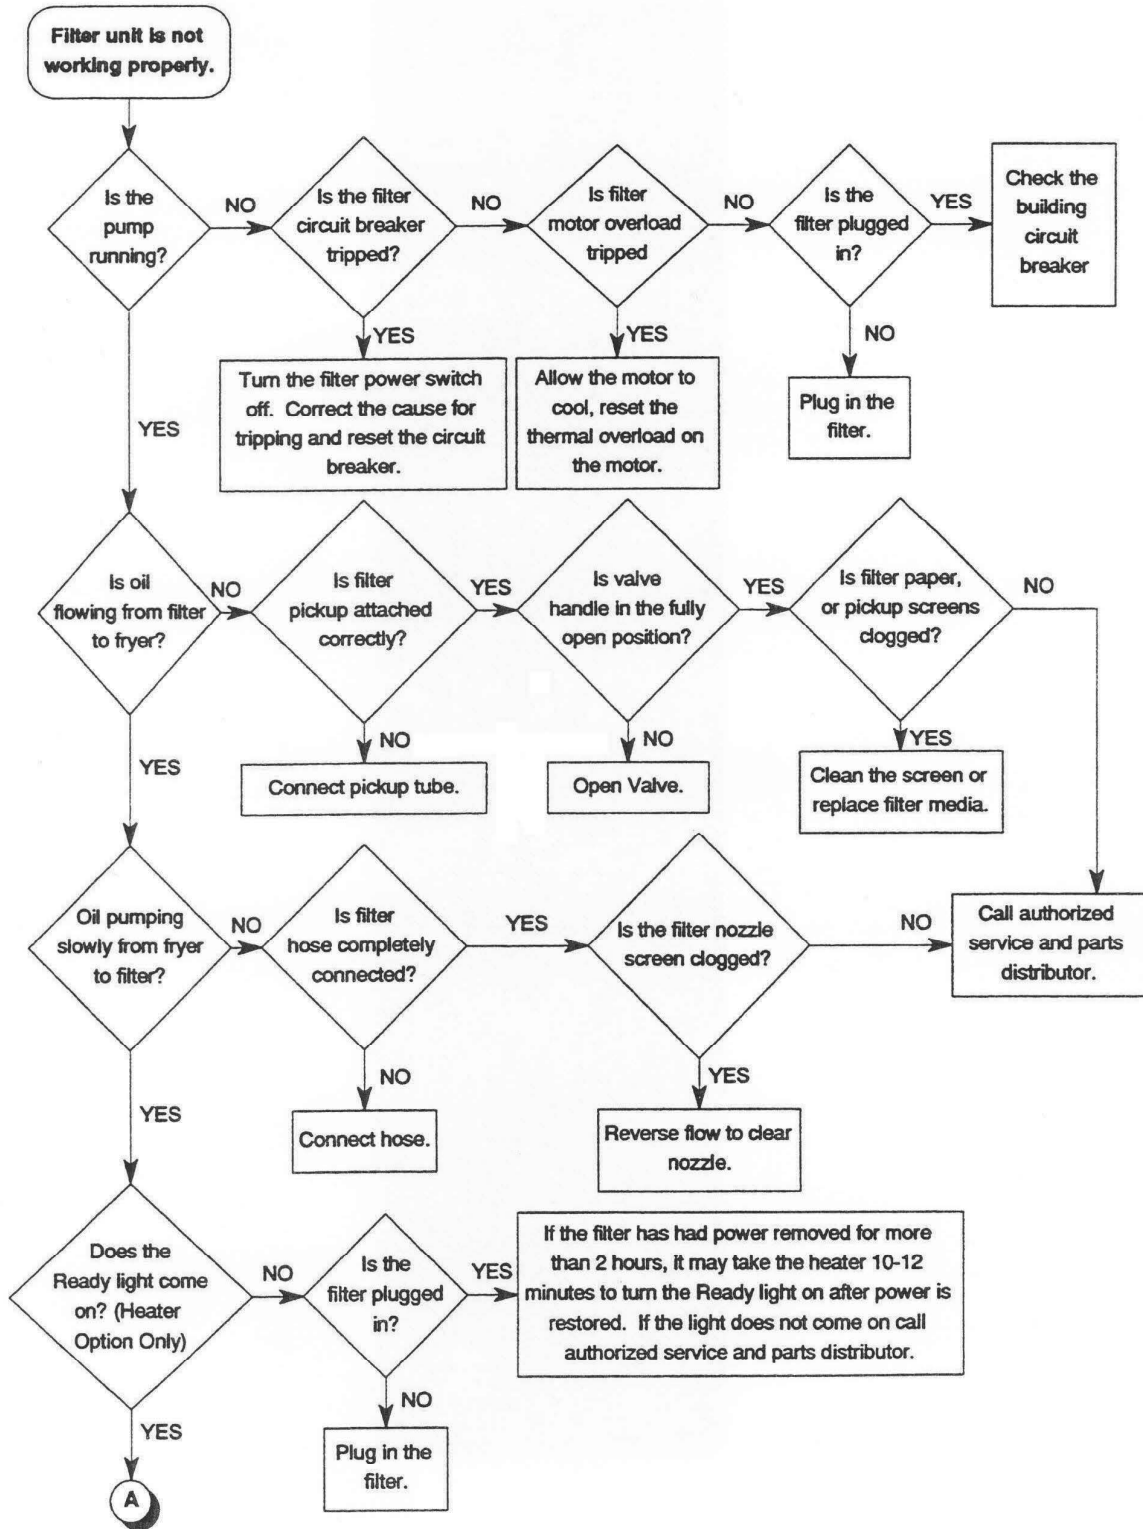 Filter unit is not
working properly.
Is the
pump
running?
NO
Is the filter
circuit breaker
tripped?
NO
Is filter
motor overload
tripped
NO
Is the
filter plugged
in?
YES
Check the
building
circuit
breaker
YES
YES
YES
NO
Turn the filter power switch
off. Correct the cause for
tripping and reset the circuit
breaker.
Allow the motor to
cool, reset the
thermal overload on
the motor.
Plug in the
filter.
Is oil
flowing from filter
to fryer?
NO
Is filter
pickup attached
correctly?
YES
Is valve
handle in the fully
open position?
YES
Is filter paper,
or pickup screens
clogged?
NO
YES
NO
NO
YES
Connect pickup tube.
Open Valve.
Clean the screen or
replace filter media.
Oil pumping
slowly from fryer
to filter?
NO
Is filter
hose completely
connected?
YES
Is the filter nozzle
screen clogged?
NO
Call authorized
service and parts
distributor.
YES
NO
YES
Connect hose.
Reverse flow to clear
nozzle.
Does the
Ready light come
on? (Heater
Option Only)
NO
Is the
filter plugged
in?
YES
If the filter has had power removed for more
than 2 hours, it may take the heater 10-12
minutes to turn the Ready light on after power is
restored. If the light does not come on call
authorized service and parts distributor.
YES
NO
Plug in the
filter.
A